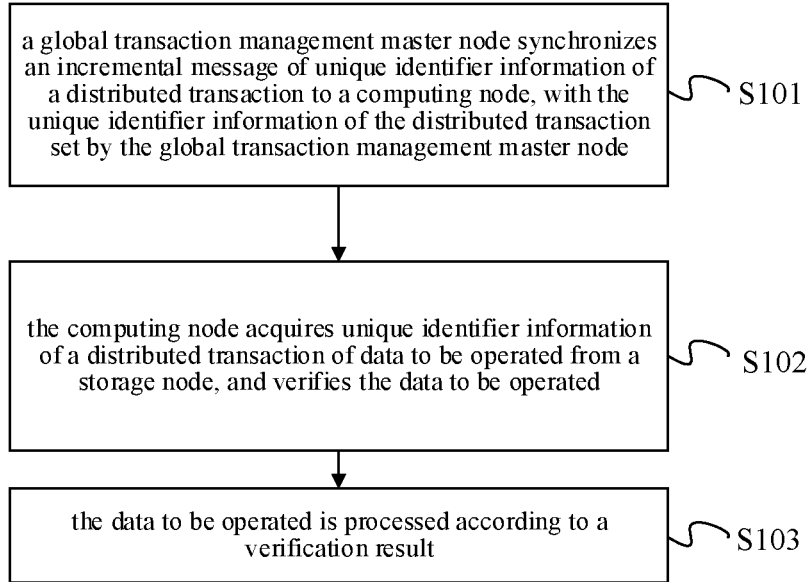 a global transaction management master node synchronizes
an incremental message of unique identifier information of
a distributed transaction to a computing node, with the
unique identifier information of the distributed transaction
set by the global transaction management master node
S101
the computing node acquires unique identifier information
of a distributed transaction of data to be operated from a
storage node, and verifies the data to be operated
S102
the data to be operated is processed according to a
verification result
S103